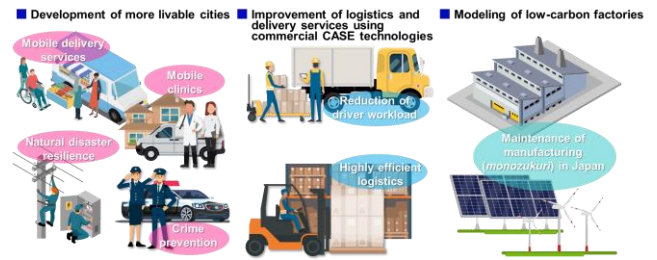 Development of more livable cities
Mobile delivery
services
Mobile
clinics
Natural disaster
resilience
Crime
prevention
Improvement of logistics and
delivery services using
commercial CASE technologies
Reduction of
driver workload
Highly efficient
logistics
Modeling of low-carbon factories
Maintenance of
manufacturing
(monozukuri) in Japan